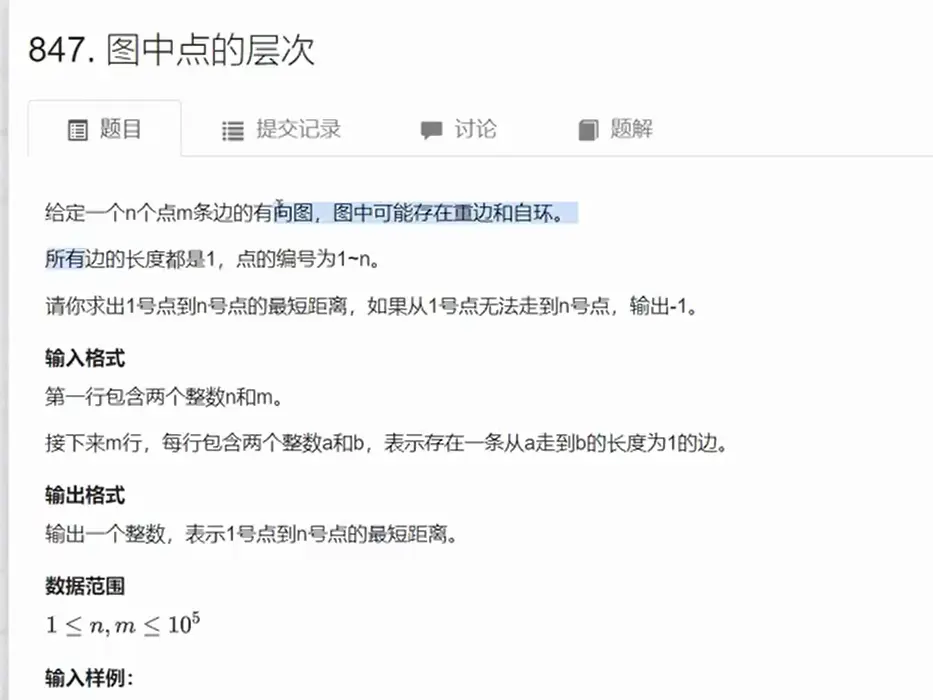 847. 图中点的层次
题目 提交记录 讨论 题解
给定一个n个点m条边的有向图，图中可能存在重边和自环。
所有边的长度都是1，点的编号为1~n。
请你求出1号点到n号点的最短距离，如果从1号点无法走到n号点，输出-1。
输入格式
第一行包含两个整数n和m。
接下来m行，每行包含两个整数a和b，表示存在一条从a走到b的长度为1的边。
输出格式
输出一个整数，表示1号点到n号点的最短距离。
数据范围
1 ≤ n, m ≤ 10⁵
输入样例：